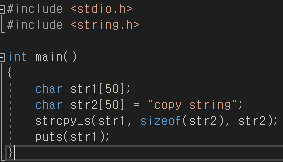 #include <stdio.h>
#include <string.h>
int main()
{
char str1[50];
char str2[50] = "copy string";
strcpy_s(str1, sizeof(str2), str2);
puts(str1);
}